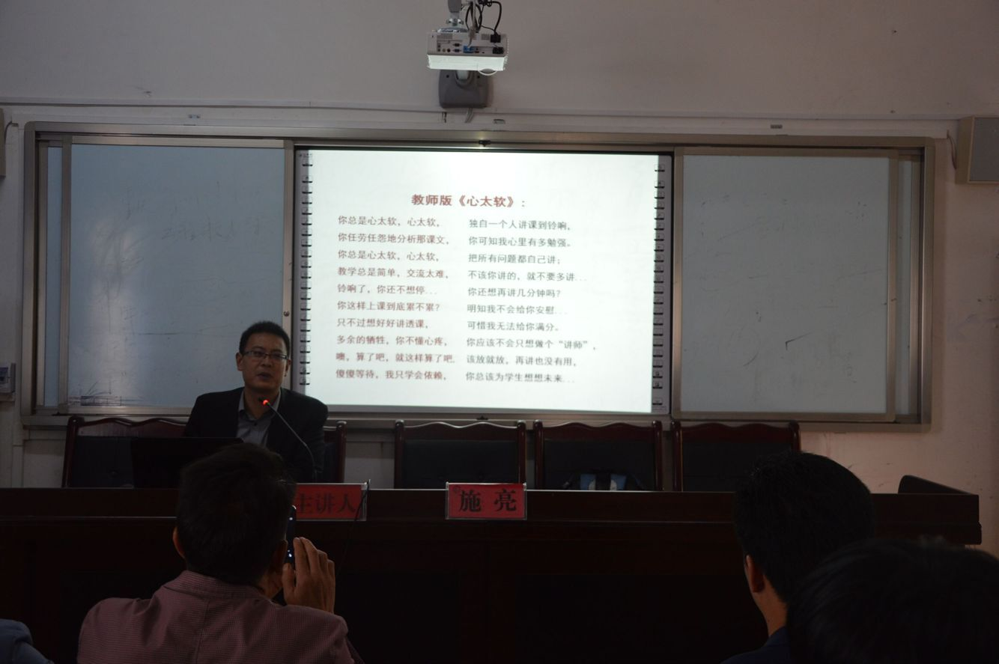 教师版《心太软》：
你总是心太软，心太软， 独自一个人讲课到铃响，
你任劳任怨地分析那课文， 你可知我心里有多勉强。
你总是心太软，心太软， 把所有问题都自己讲；
教学总是简单，交流太难， 不该你讲的，就不要多讲...
铃响了，你还不想停... 你还想再讲几分钟吗？
你这样上课到底累不累？ 明知我不会给你安慰...
只不过想好好讲透课， 可惜我无法给你满分。
多余的牺牲，你不懂心疼， 你应该不会只想做个“讲师”，
噢，算了吧，就这样算了吧. 该放就放，再讲也没有用，
傻傻等待，我只学会依赖， 你总该为学生想想未来...
主讲人
施亮